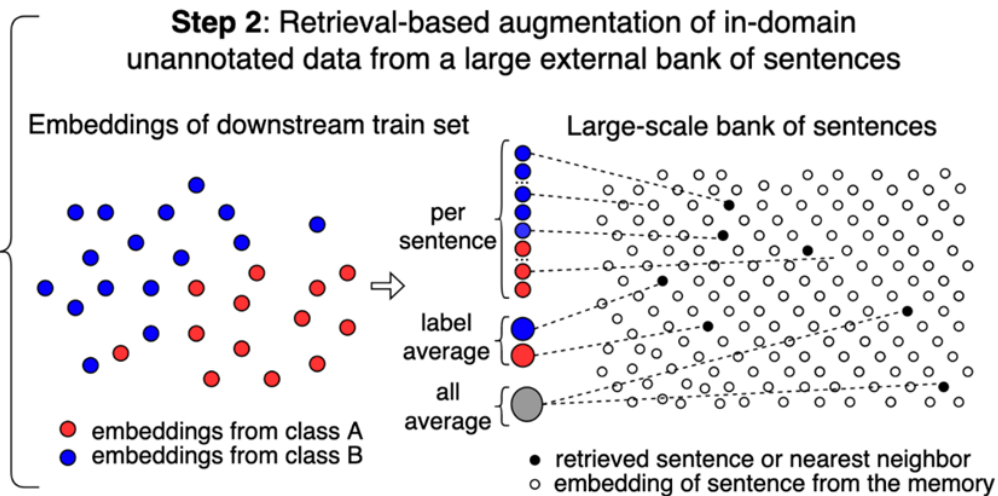 Step 2: Retrieval-based augmentation of in-domain
unannotated data from a large external bank of sentences
Embeddings of downstream train set
Large-scale bank of sentences
per
sentence
label
average
all
average
embeddings from class A
embeddings from class B
retrieved sentence or nearest neighbor
embedding of sentence from the memory